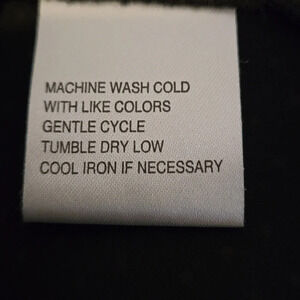 MACHINE WASH COLD
WITH LIKE COLORS
GENTLE CYCLE
TUMBLE DRY LOW
COOL IRON IF NECESSARY